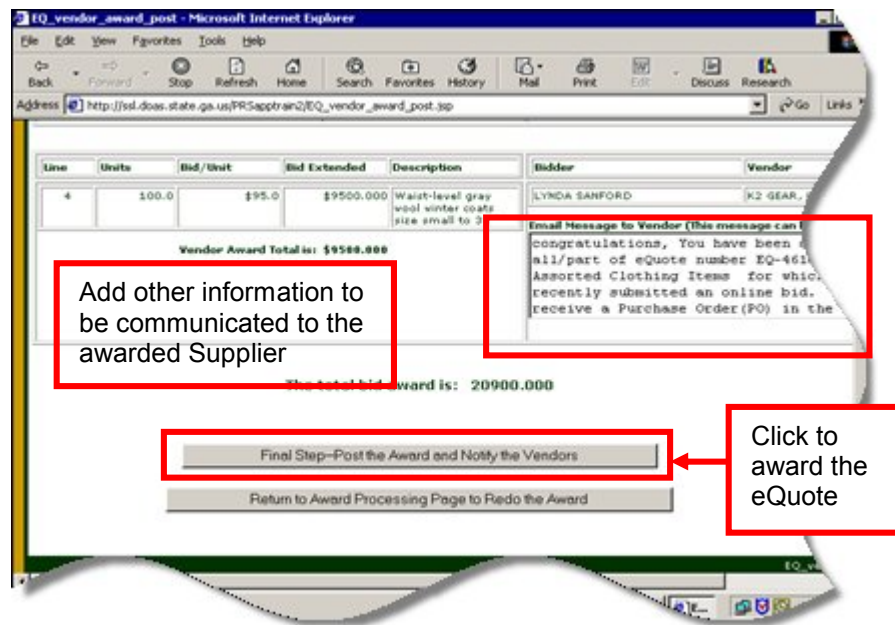 EQ_vendor_award_post - Microsoft Internet Explorer
File Edit View Favorites Tools Help
Back Forward Stop Refresh Home Search Favorites History Mail Print Edit Discuss Research
Address http://ssl.doas.state.ga.us/PRSapptrain2/EQ_vendor_award_post.jsp Go Links
Line Units Bid/Unit Bid Extended Description Bidder Vendor
4 100.0 $95.0 $9500.000 Waist-level gray LYNDA SANFORD K2 GEAR,
wool winter coats
size small to 3
Email Message to Vendor (This message can
Vendor Award Total is: $9500.000
congratulations, You have been
all/part of eQuote number EQ-461
Assorted Clothing Items for which
recently submitted an online bid.
receive a Purchase Order(PO) in the
Add other information to
be communicated to the
awarded Supplier
The total bid award is: 20900.000
Final Step–Post the Award and Notify the Vendors
Click to
award the
eQuote
Return to Award Processing Page to Redo the Award